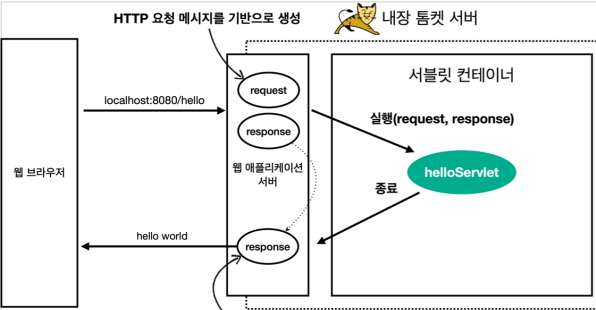 HTTP 요청 메시지를 기반으로 생성
내장 톰켓 서버
서블릿 컨테이너
request
localhost:8080/hello
실행(request, response)
response
웹 브라우저
웹 애플리케이션
서버
helloServlet
종료
hello world
response